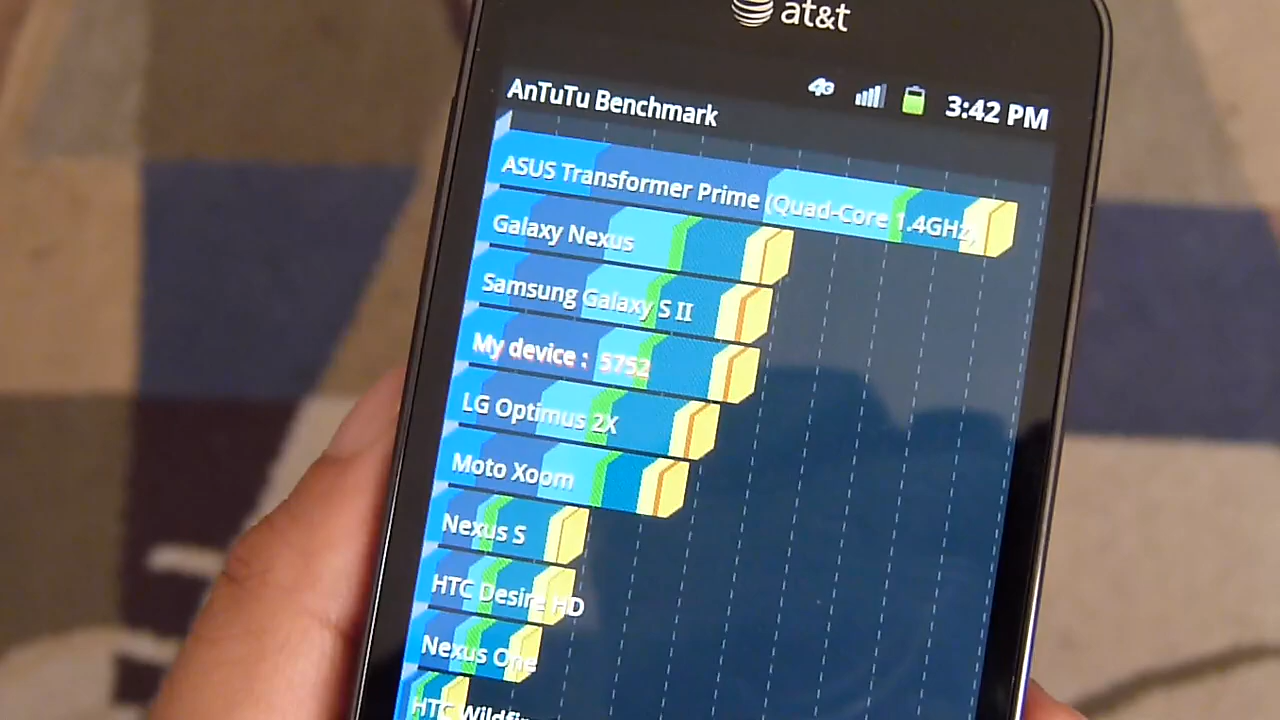 at&t
4G 3:42 PM
AnTuTu Benchmark
ASUS Transformer Prime (Quad-Core 1.4GHz)
Galaxy Nexus
Samsung Galaxy S II
My device : 5752
LG Optimus 2X
Moto Xoom
Nexus S
HTC Desire HD
Nexus One
HTC